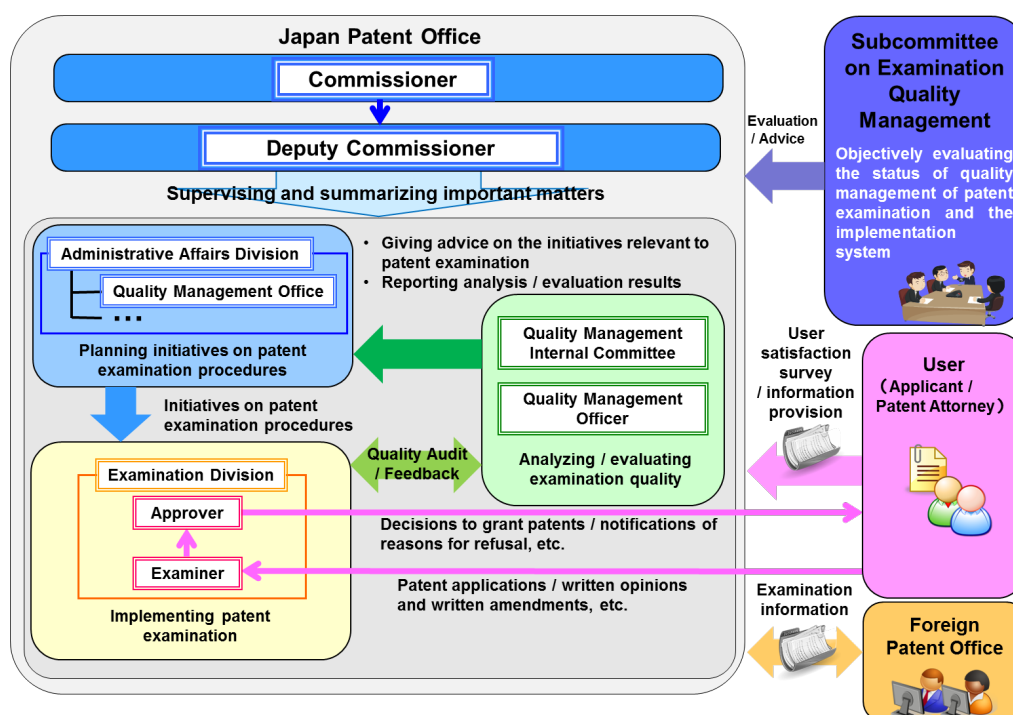 Japan Patent Office
Commissioner
Deputy Commissioner
Supervising and summarizing important matters
Administrative Affairs Division
Quality Management Office
...
Planning initiatives on patent
examination procedures
• Giving advice on the initiatives relevant to
patent examination
• Reporting analysis / evaluation results
Quality Management
Internal Committee
Quality Management
Officer
Analyzing / evaluating
examination quality
Initiatives on patent
examination procedures
Quality Audit
/ Feedback
Examination Division
Approver
Examiner
Implementing patent
examination
Decisions to grant patents / notifications of
reasons for refusal, etc.
Patent applications / written opinions
and written amendments, etc.
Evaluation
/ Advice
Subcommittee
on Examination
Quality
Management
Objectively evaluating
the status of quality
management of patent
examination and the
implementation
system
User
satisfaction
survey
/ information
provision
User
（Applicant /
Patent Attorney）
Examination
information
Foreign
Patent Office